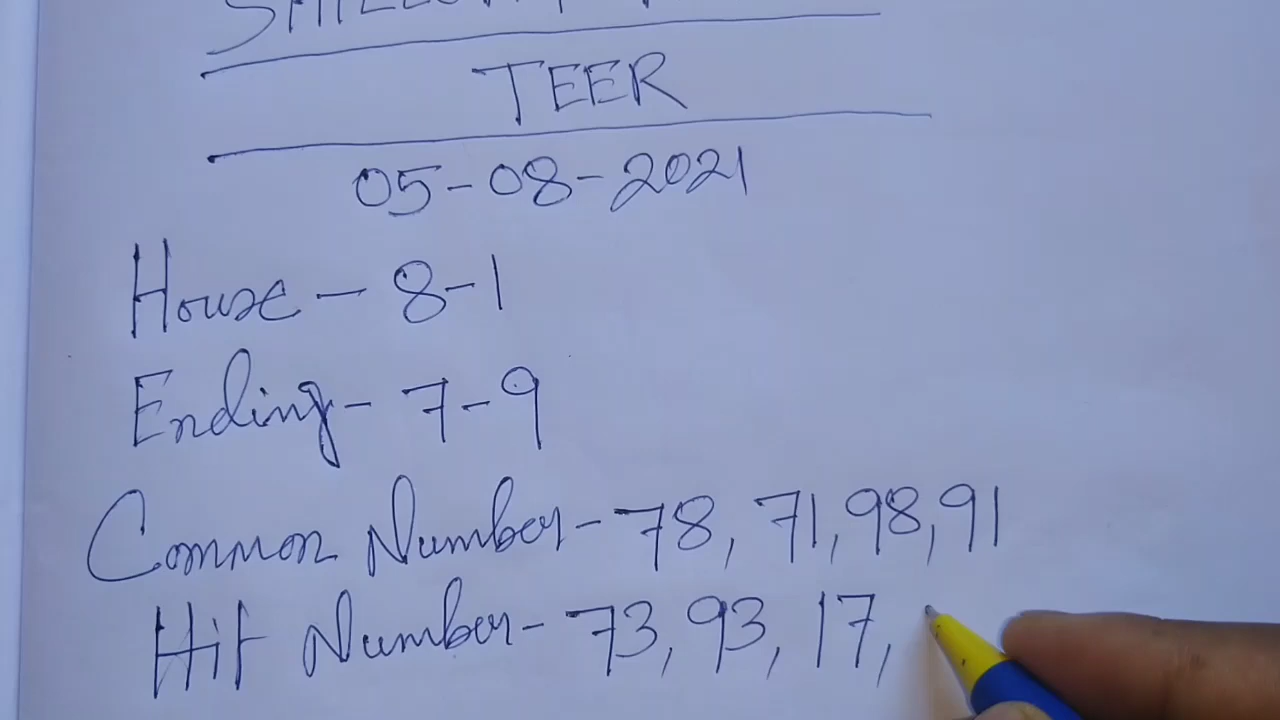 TEER
05-08-2021
House - 8-1
Ending - 7-9
Common Number - 78, 71, 98, 91
Hit Number - 73, 93, 17,